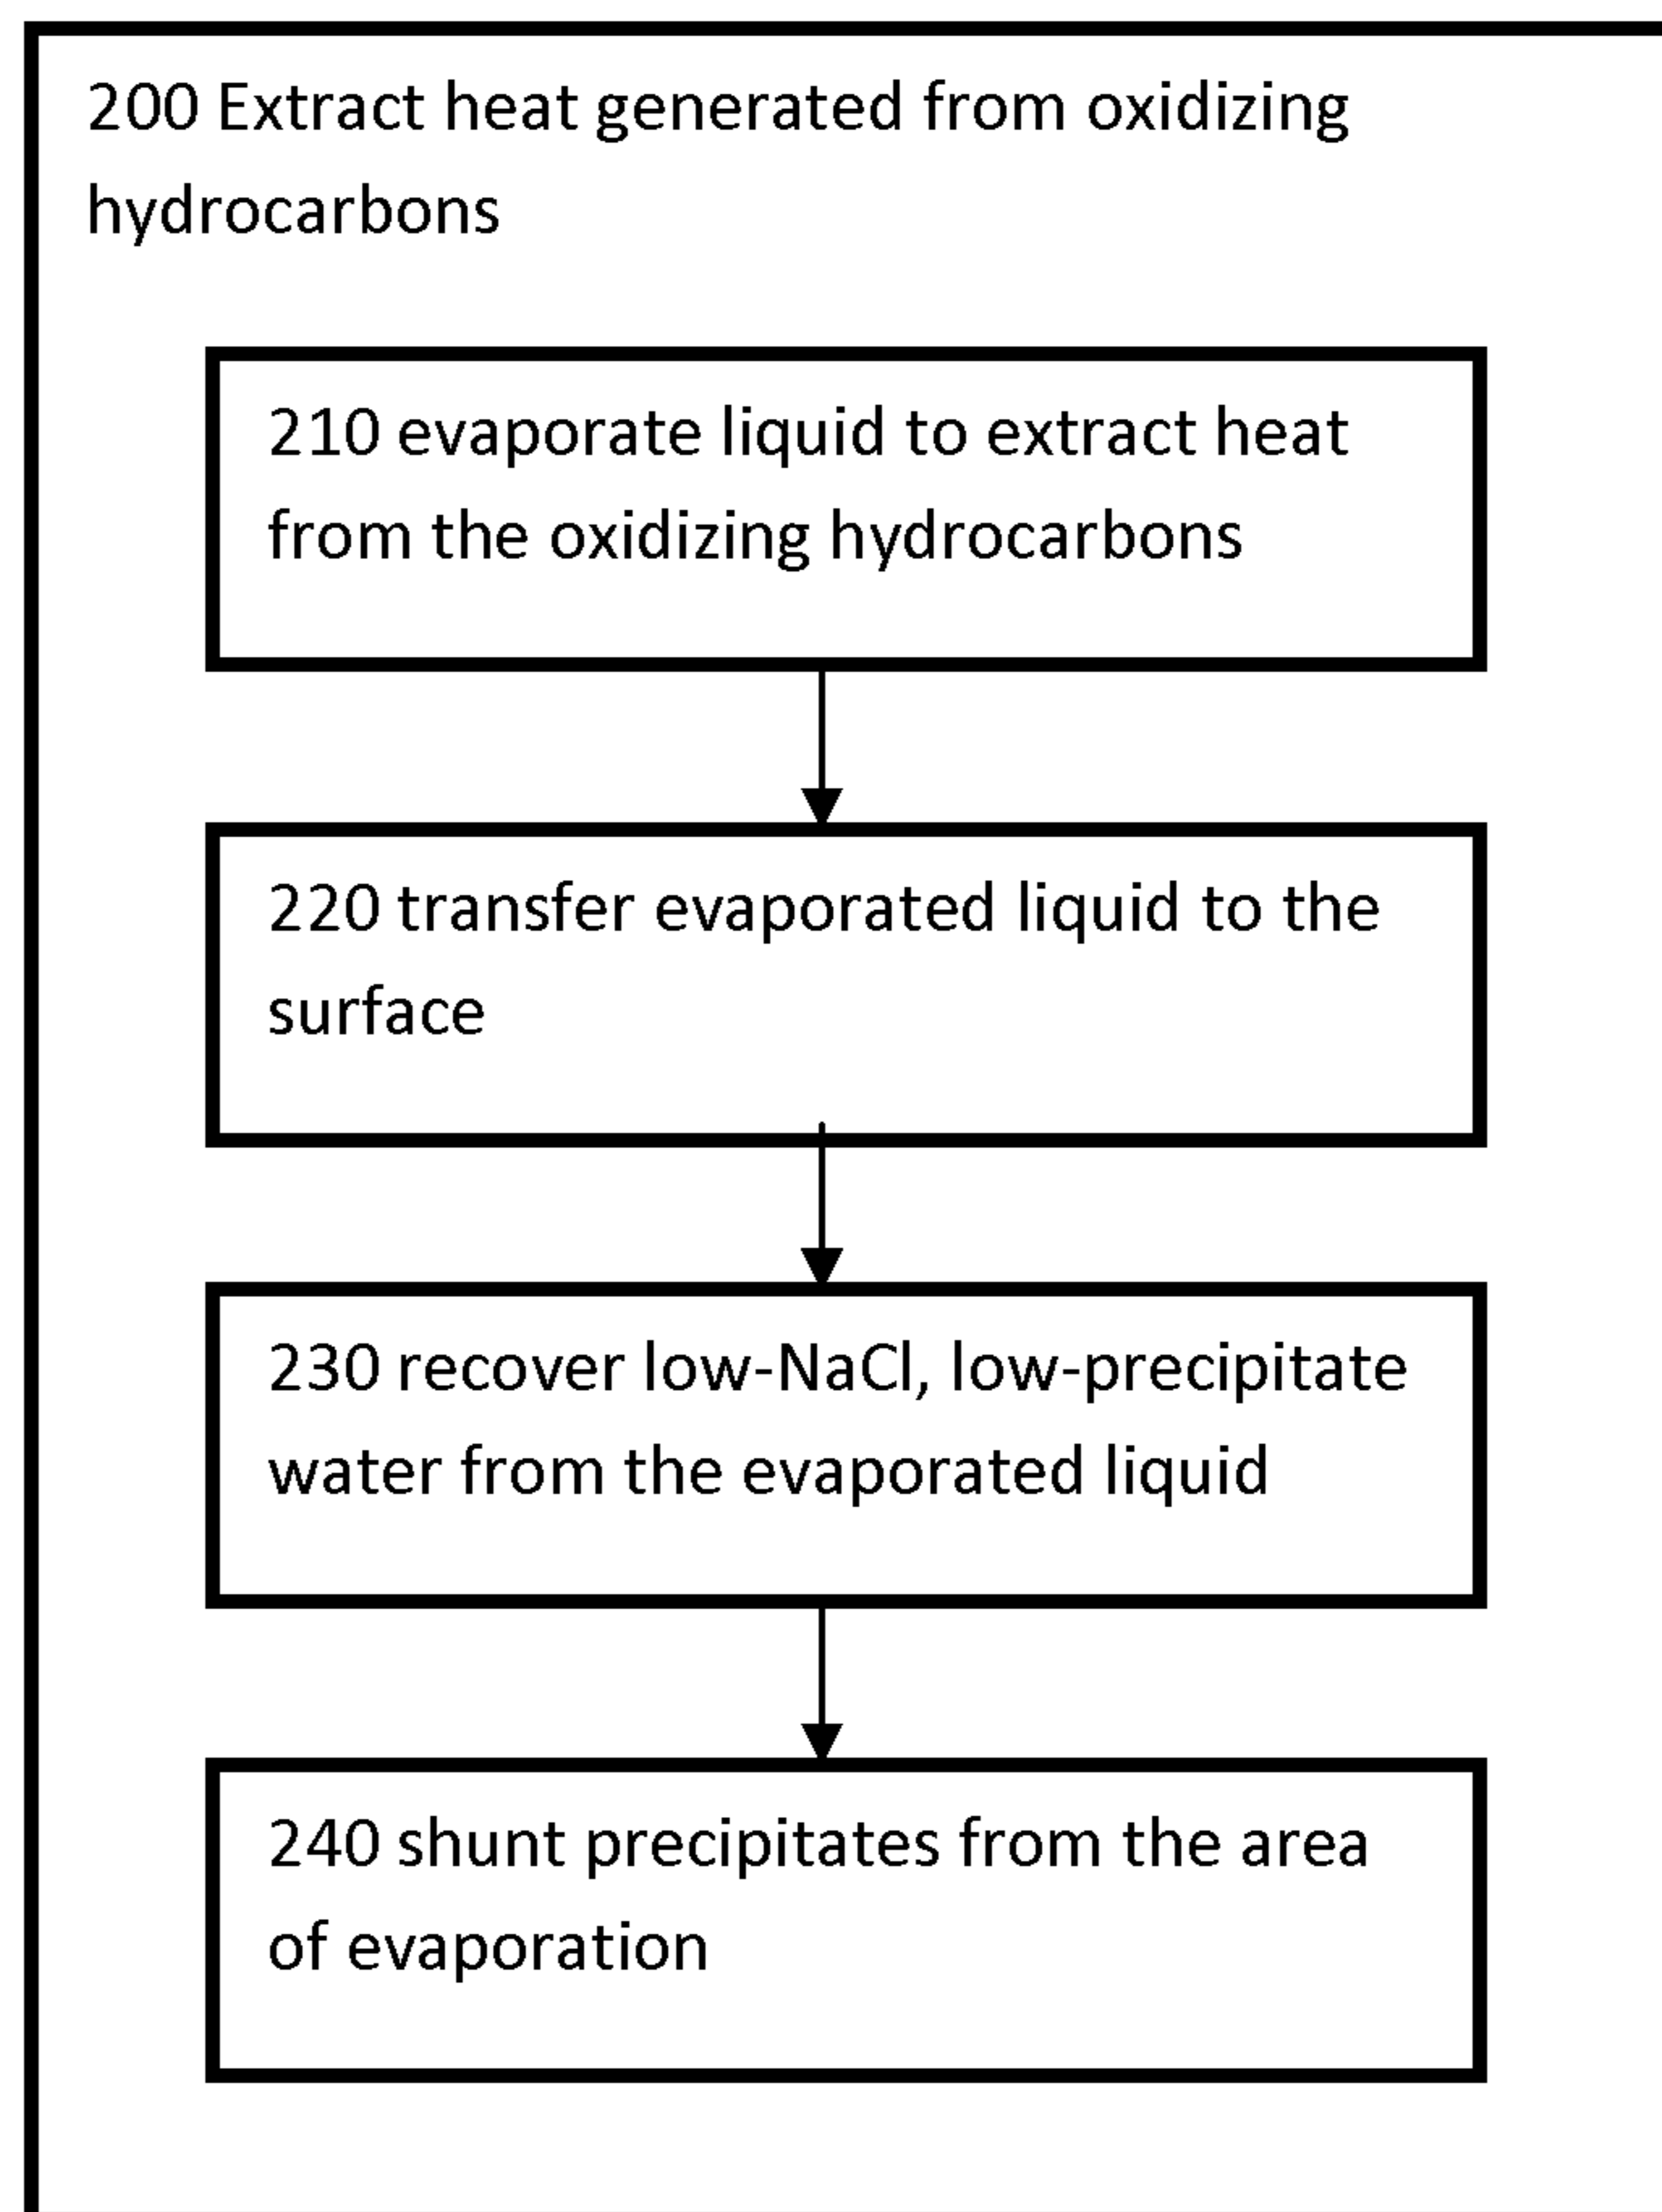 200 Extract heat generated from oxidizing
hydrocarbons
210 evaporate liquid to extract heat
from the oxidizing hydrocarbons
220 transfer evaporated liquid to the
surface
230 recover low-NaCl, low-precipitate
water from the evaporated liquid
240 shunt precipitates from the area
of evaporation